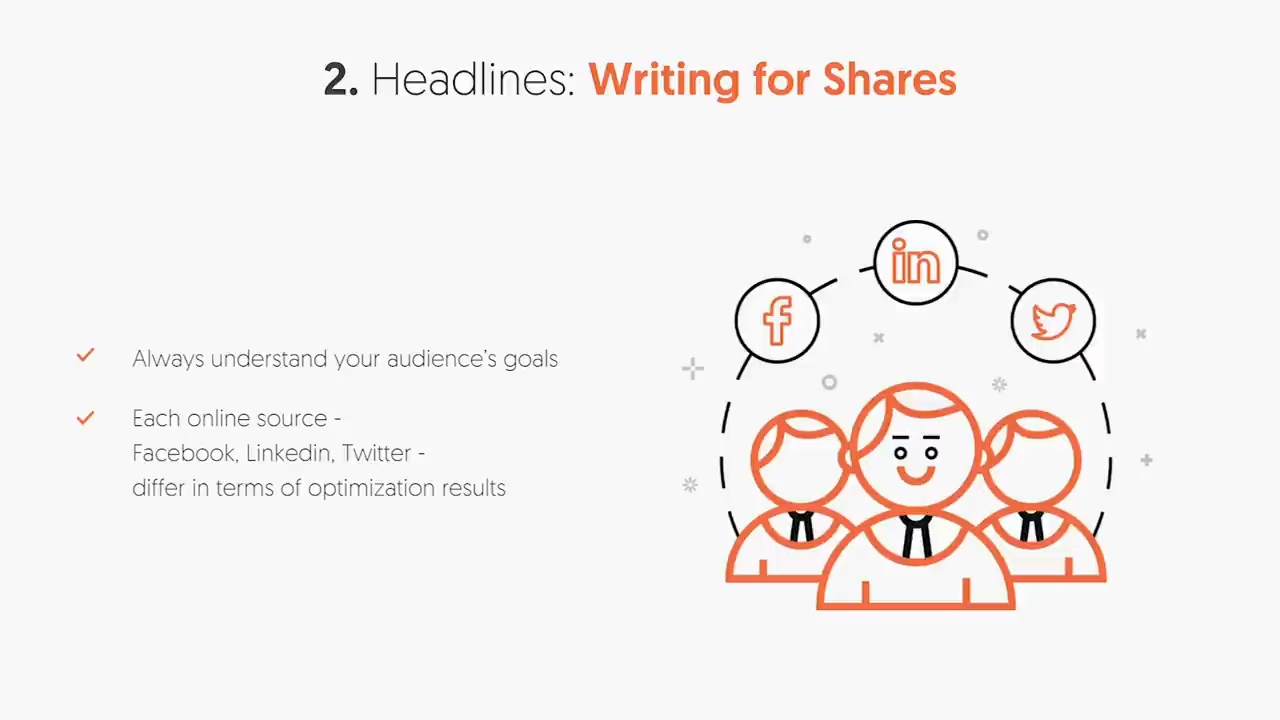 2. Headlines: Writing for Shares
in
f
Always understand your audience's goals
Each online source -
Facebook, Linkedin, Twitter -
differ in terms of optimization results